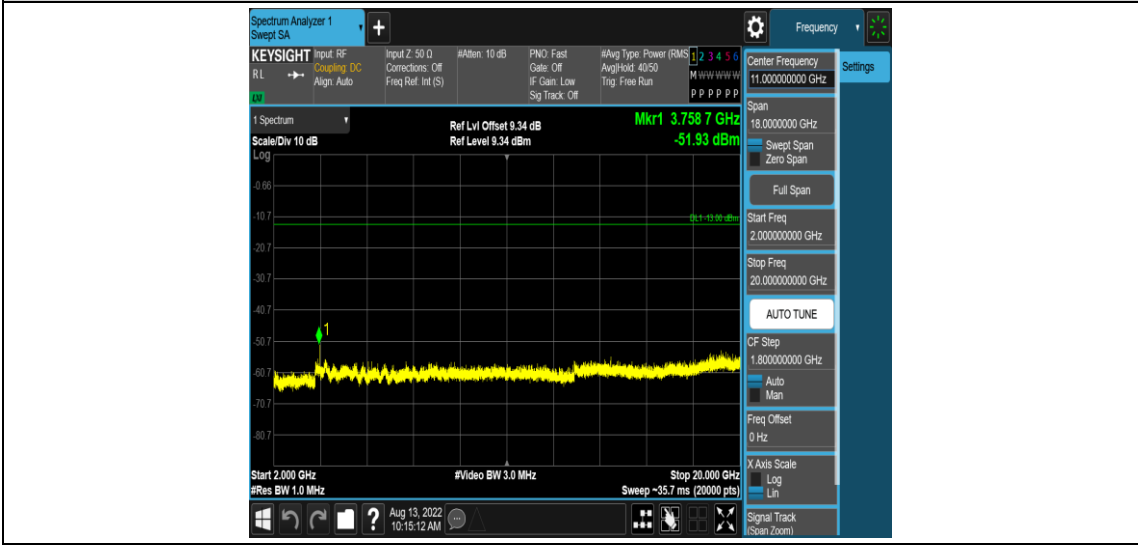 Spectrum Analyzer 1
Swept SA
+
Frequency
KEYSIGHT
RL
LNI
Input: RF
Coupling: DC
Align: Auto
Input Z: 50 Ω
Corrections: Off
Freq Ref: Int (S)
#Atten: 10 dB
PNO: Fast
Gate: Off
IF Gain: Low
Sig Track: Off
#Avg Type: Power (RMS
Avg|Hold: 40/50
Trig: Free Run
1 2 3 4 5 6
M W W W W W
P P P P P P
1 Spectrum
Scale/Div 10 dB
Log
Ref Lvl Offset 9.34 dB
Ref Level 9.34 dBm
Mkr1 3.758 7 GHz
-51.93 dBm
-0.66
-10.7
DL1 -13.00 dBm
-20.7
-30.7
-40.7
1
-50.7
-60.7
-70.7
-80.7
Start 2.000 GHz
#Res BW 1.0 MHz
#Video BW 3.0 MHz
Stop 20.000 GHz
Sweep ~35.7 ms (20000 pts)
?
Aug 13, 2022
10:15:12 AM
Center Frequency
11.000000000 GHz
Settings
Span
18.0000000 GHz
Swept Span
Zero Span
Full Span
Start Freq
2.000000000 GHz
Stop Freq
20.000000000 GHz
AUTO TUNE
CF Step
1.800000000 GHz
Auto
Man
Freq Offset
0 Hz
X Axis Scale
Log
Lin
Signal Track
(Span Zoom)